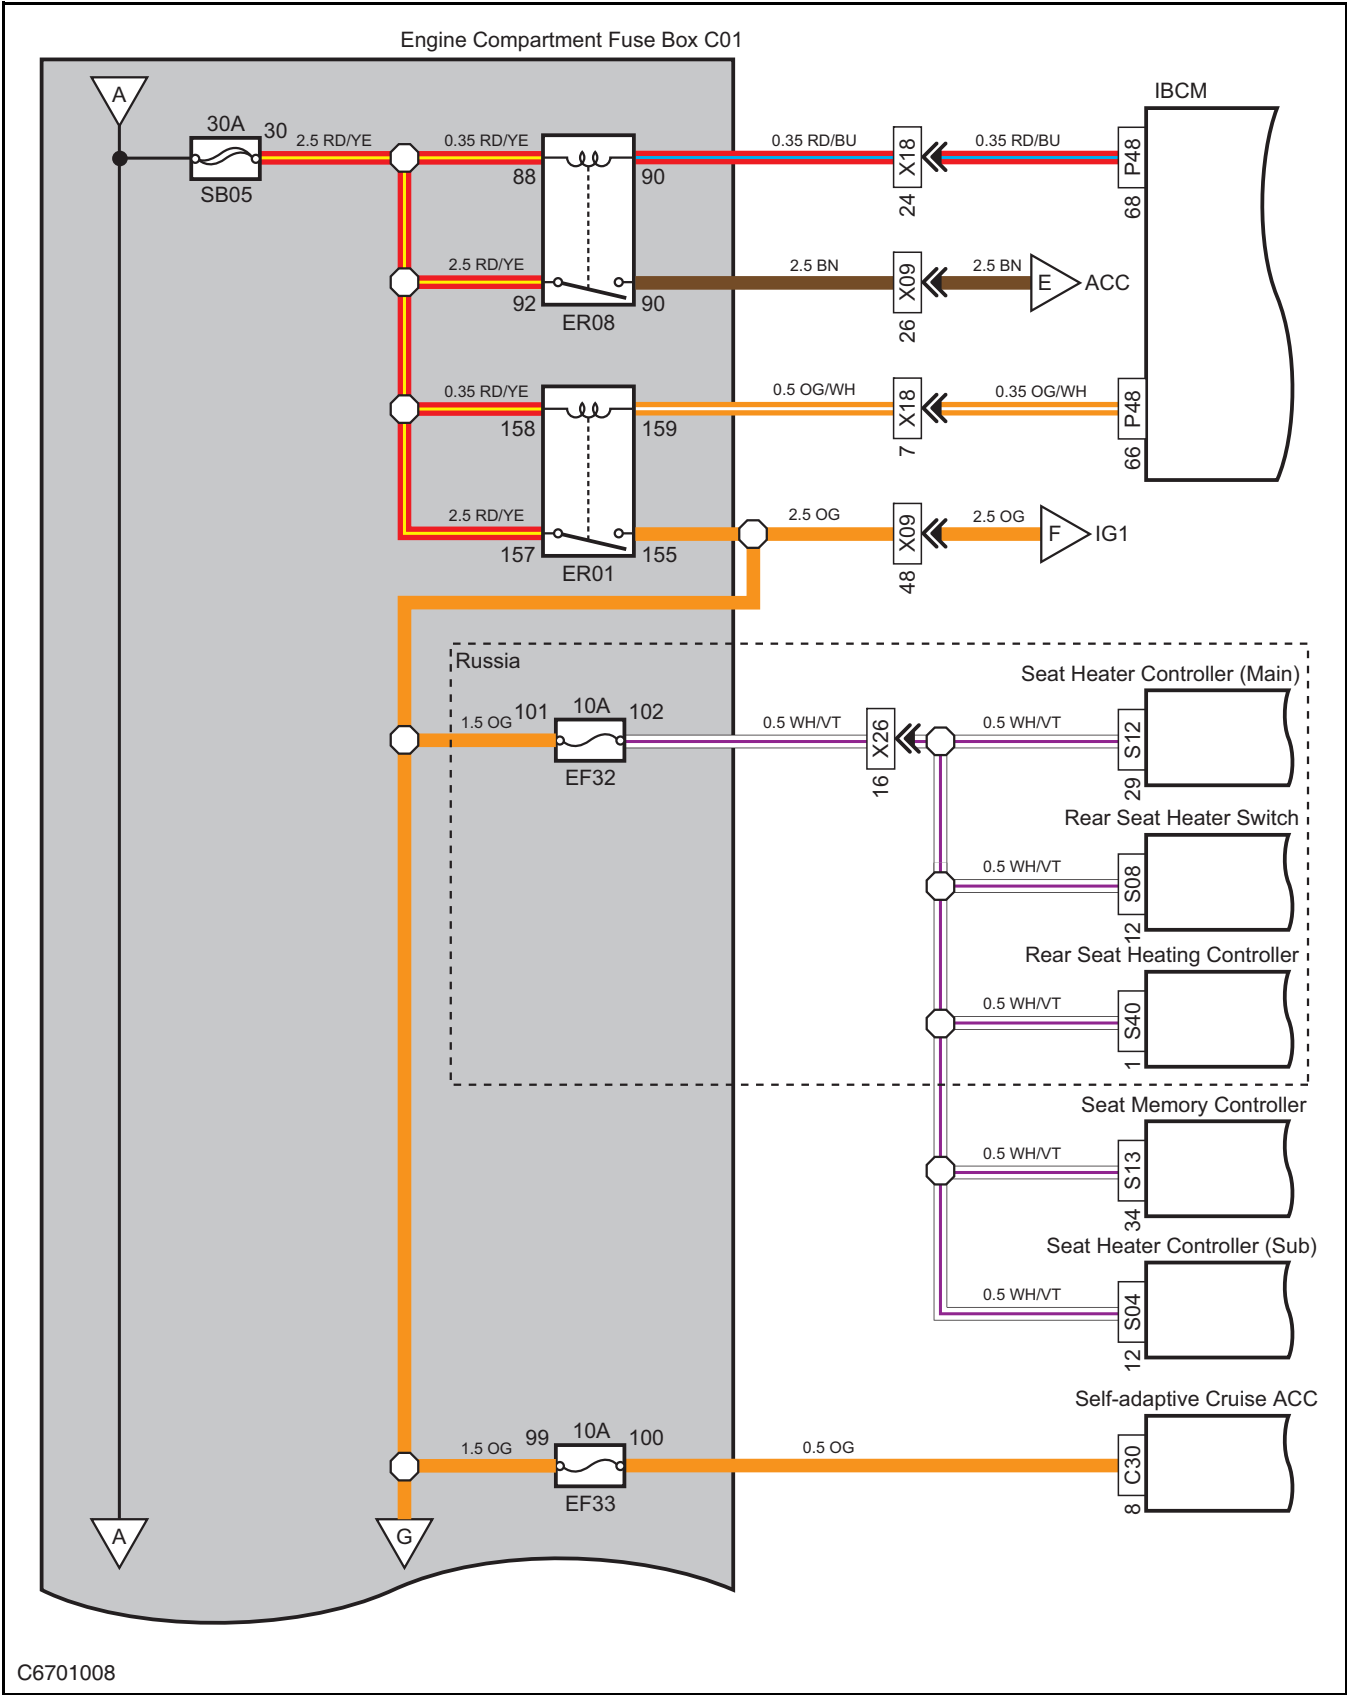 Engine Compartment Fuse Box C01
A
30A
30
SB05
2.5 RD/YE
0.35 RD/YE
88
90
0.35 RD/BU
X18
24
0.35 RD/BU
P48
68
IBCM
2.5 RD/YE
92
90
ER08
2.5 BN
X09
26
2.5 BN
E
ACC
0.35 RD/YE
158
159
0.5 OG/WH
X18
7
0.35 OG/WH
P48
66
2.5 RD/YE
157
155
ER01
2.5 OG
X09
48
2.5 OG
F
IG1
Russia
1.5 OG
101
10A
102
EF32
0.5 WH/VT
X26
16
0.5 WH/VT
Seat Heater Controller (Main)
S12
29
Rear Seat Heater Switch
0.5 WH/VT
S08
12
Rear Seat Heating Controller
0.5 WH/VT
S40
1
Seat Memory Controller
0.5 WH/VT
S13
34
Seat Heater Controller (Sub)
0.5 WH/VT
S04
12
Self-adaptive Cruise ACC
1.5 OG
99
10A
100
EF33
0.5 OG
C30
8
A
G
C6701008